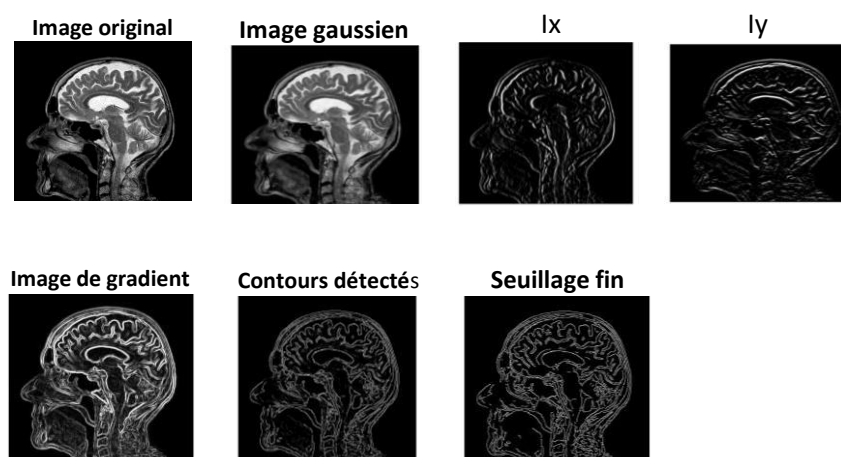 Image original
Image gaussien
Ix
Iy
Image de gradient
Contours détectés
Seuillage fin